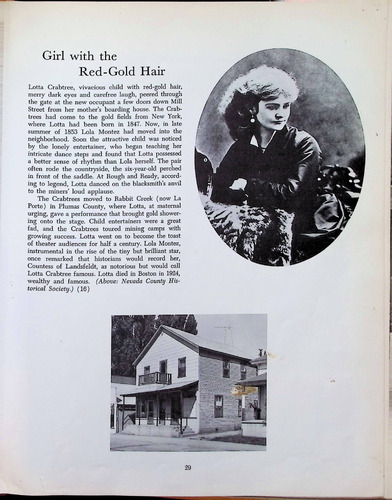 Girl with the
Red-Gold Hair
Lotta Crabtree, vivacious child with red-gold hair,
merry dark eyes and carefree laugh, peered through
the gate at the new occupant a few doors down Mill
Street from her mother's boarding house. The Crab-
trees had come to the gold fields from New York,
where Lotta had been born in 1847. Now, in late
summer of 1853 Lola Montez had moved into the
neighborhood. Soon the attractive child was noticed
by the lonely entertainer, who began teaching her
intricate dance steps and found that Lotta possessed
a better sense of rhythm than Lola herself. The pair
often rode the countryside, the six-year-old perched
in front of the saddle. At Rough and Ready, accord-
ing to legend, Lotta danced on the blacksmith's anvil
to the miners' loud applause.
The Crabtrees moved to Rabbit Creek (now La
Porte) in Plumas County, where Lotta, at maternal
urging, gave a performance that brought gold shower-
ing onto the stage. Child entertainers were a great
fad, and the Crabtrees toured mining camps with
growing success. Lotta went on to become the toast
of theater audiences for half a century. Lola Montez,
instrumental in the rise of the tiny but brilliant star,
once remarked that historians would record her,
Countess of Landsfeldt, as notorious but would call
Lotta Crabtree famous. Lotta died in Boston in 1924,
wealthy and famous. (Above: Nevada County His-
torical Society.) (16)
29